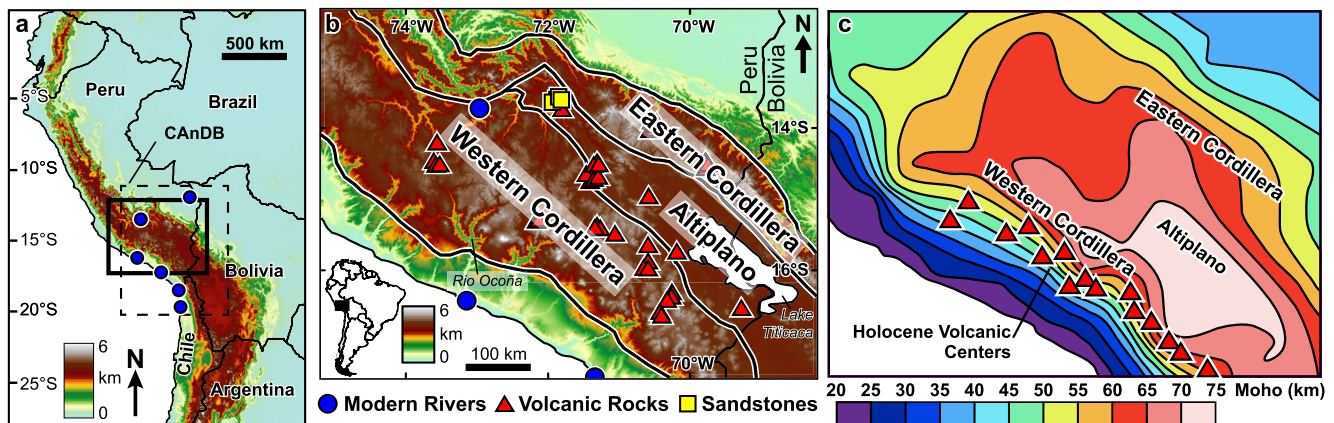 a
500 km
Peru
Brazil
CAnDB
5°S
10°S
15°S
20°S
25°S
Bolivia
Chile
Argentina
6
km
0
N
b
74°W
72°W
70°W
N
Peru
Bolivia
14°S
Eastern Cordillera
Western Cordillera
Altiplano
16°S
Rio Ocoña
Lake
Titicaca
6
km
0
100 km
70°W
Modern Rivers
Volcanic Rocks
Sandstones
c
Eastern Cordillera
Western Cordillera
Altiplano
Holocene Volcanic
Centers
20 25 30 35 40 45 50 55 60 65 70 75 Moho (km)